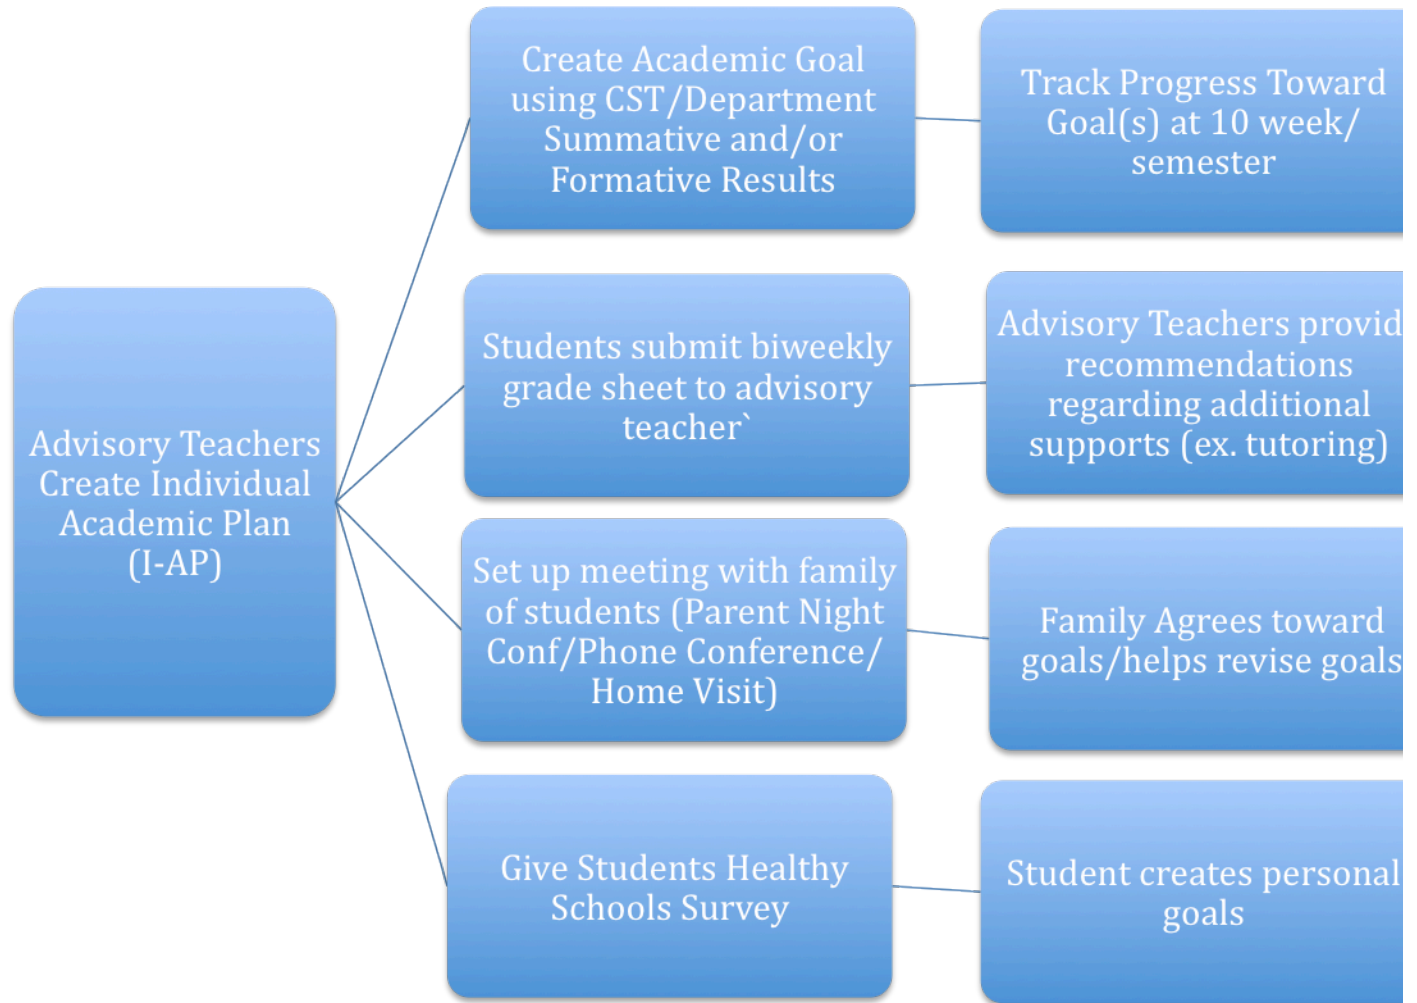 Advisory Teachers
Create Individual
Academic Plan
(I-AP)
Create Academic Goal
using CST/Department
Summative and/or
Formative Results
Track Progress Toward
Goal(s) at 10 week/
semester
Students submit biweekly
grade sheet to advisory
teacher`
Advisory Teachers provid
recommendations
regarding additional
supports (ex. tutoring)
Set up meeting with family
of students (Parent Night
Conf/Phone Conference/
Home Visit)
Family Agrees toward
goals/helps revise goals
Give Students Healthy
Schools Survey
Student creates personal
goals